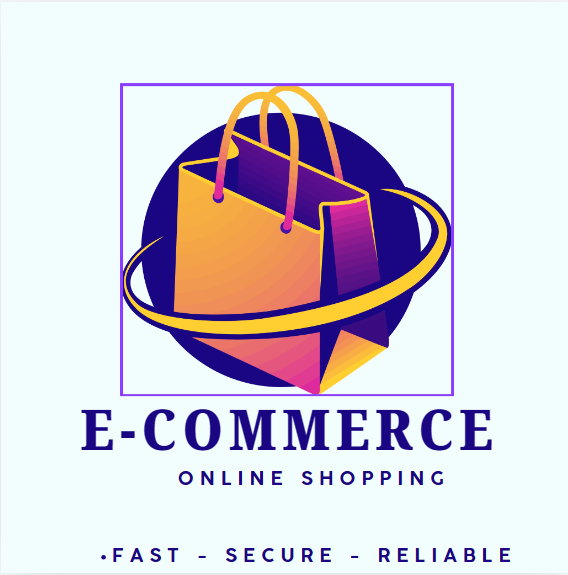 E-COMMERCE
ONLINE SHOPPING
•FAST - SECURE - RELIABLE